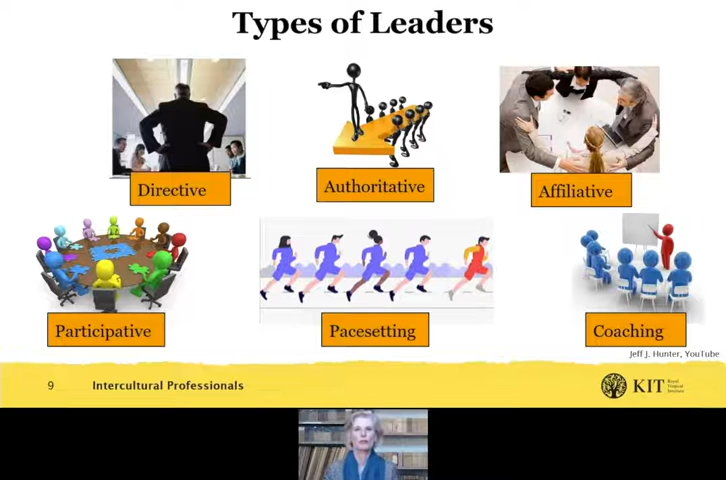 Types of Leaders
Directive
Authoritative
Affiliative
Participative
Pacesetting
Coaching
Jeff J. Hunter, YouTube
9
Intercultural Professionals
KIT
Royal
Tropical
Institute